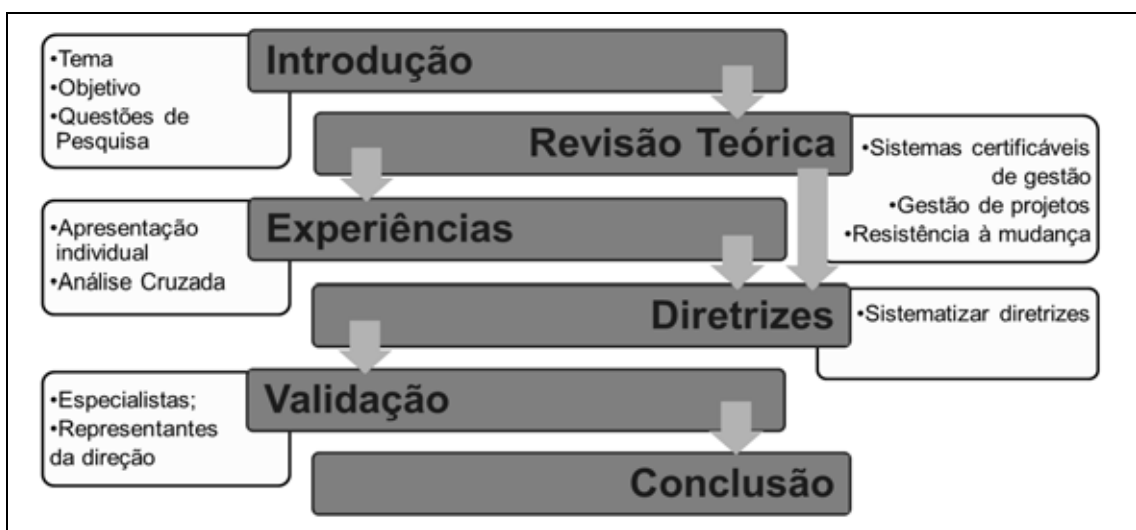 •Tema
•Objetivo
•Questões de
Pesquisa
Introdução
Revisão Teórica
•Sistemas certificáveis
de gestão
•Gestão de projetos
•Resistência à mudança
•Apresentação
individual
•Análise Cruzada
Experiências
Diretrizes
•Sistematizar diretrizes
•Especialistas;
•Representantes
da direção
Validação
Conclusão